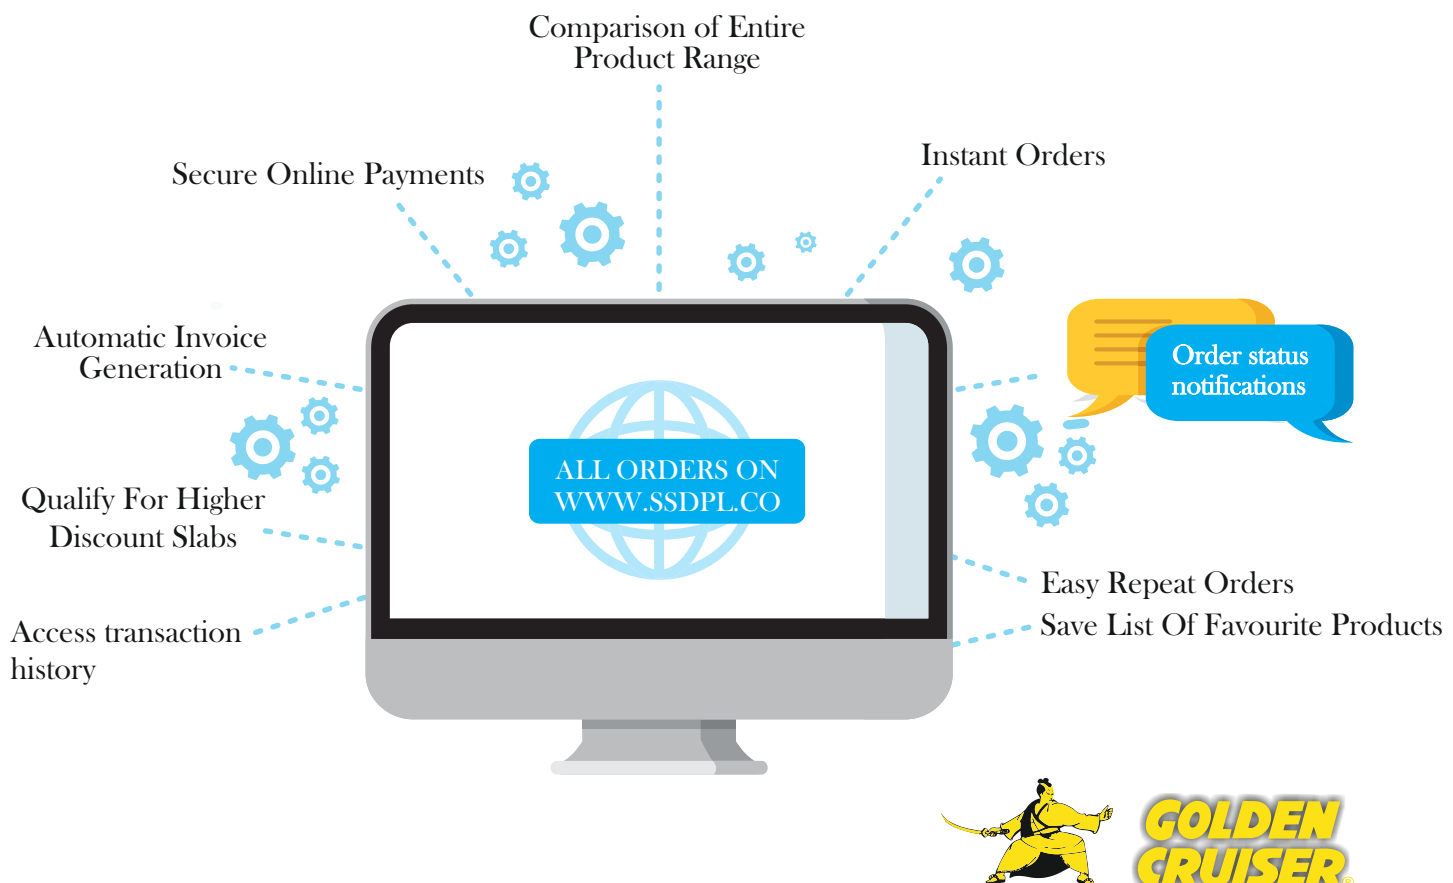 Comparison of Entire
Product Range
Instant Orders
Secure Online Payments
Automatic Invoice
Generation
Order status
notifications
ALL ORDERS ON
WWW.SSDPL.CO
Qualify For Higher
Discount Slabs
Easy Repeat Orders
Save List Of Favourite Products
Access transaction
history
GOLDEN
CRUISER®